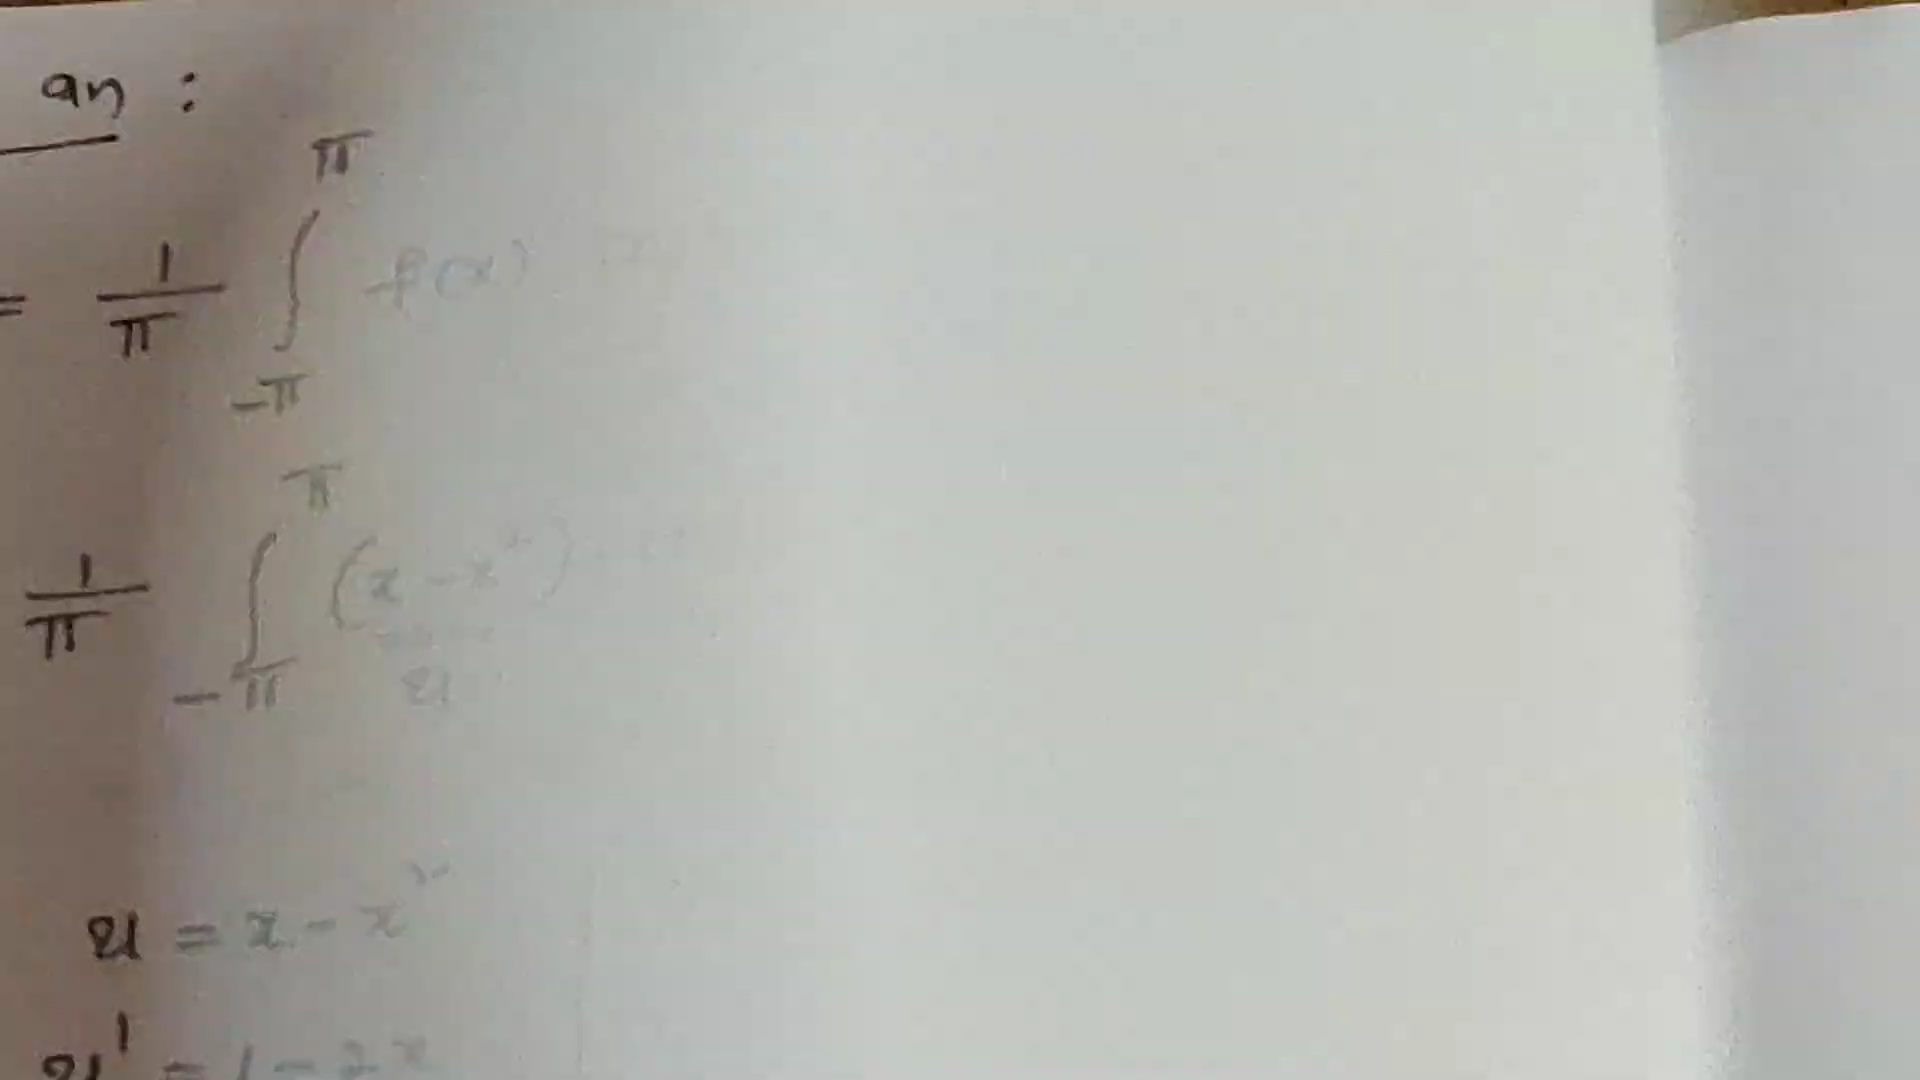 an :
= 1/π ∫_{-π}^{π} f(x)
1/π ∫_{-π}^{π} (x - x²)
u
u = x - x²
u' = 1 - 2x